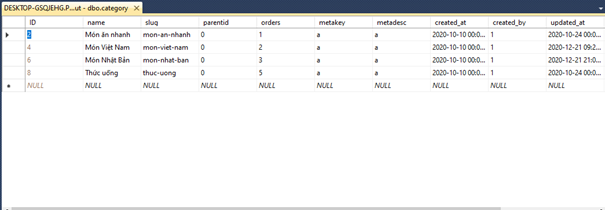 DESKTOP-GSQJEHG.P...ut - dbo.category
ID name slug parentid orders metakey metadesc created_at created_by updated_at
2 Món ăn nhanh mon-an-nhanh 0 1 a a 2020-10-10 00:0... 1 2020-10-24 00:0...
4 Món Việt Nam mon-viet-nam 0 2 a a 2020-10-10 00:0... 1 2020-12-21 09:2...
6 Món Nhật Bản mon-nhat-ban 0 3 a a 2020-10-10 00:0... 1 2020-12-21 21:...
8 Thức uống thuc-uong 0 5 a a 2020-10-10 00:0... 1 2020-10-24 00:0...
NULL NULL NULL NULL NULL NULL NULL NULL NULL NULL